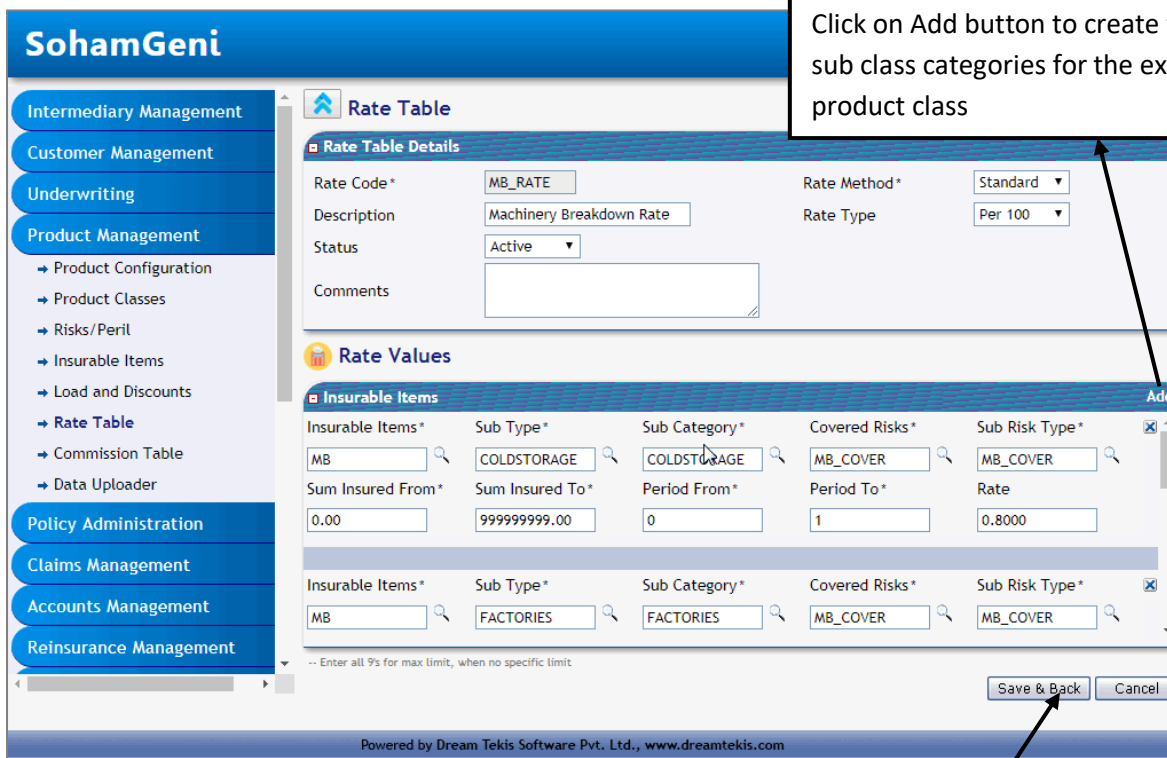 SohamGeni
Click on Add button to create
sub class categories for the ex
product class
Intermediary Management
Customer Management
Underwriting
Product Management
Product Configuration
Product Classes
Risks/Peril
Insurable Items
Load and Discounts
Rate Table
Commission Table
Data Uploader
Policy Administration
Claims Management
Accounts Management
Reinsurance Management
Rate Table
Rate Table Details
Rate Code* MB_RATE Rate Method* Standard
Description Machinery Breakdown Rate Rate Type Per 100
Status Active
Comments
Rate Values
Insurable Items Add
Insurable Items* Sub Type* Sub Category* Covered Risks* Sub Risk Type*
MB COLDSTORAGE COLDSTORAGE MB_COVER MB_COVER
Sum Insured From* Sum Insured To* Period From* Period To* Rate
0.00 999999999.00 0 1 0.8000
Insurable Items* Sub Type* Sub Category* Covered Risks* Sub Risk Type*
MB FACTORIES FACTORIES MB_COVER MB_COVER
-- Enter all 9's for max limit, when no specific limit
Save & Back Cancel
Powered by Dream Tekis Software Pvt. Ltd., www.dreamtekis.com